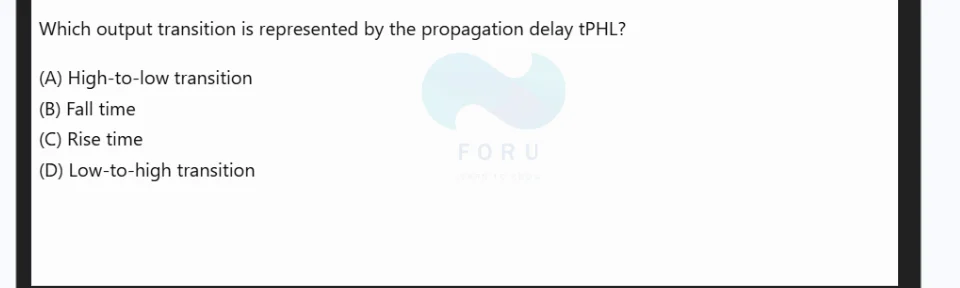 Which output transition is represented by the propagation delay tPHL?
(A) High-to-low transition
(B) Fall time
(C) Rise time
(D) Low-to-high transition
FORU